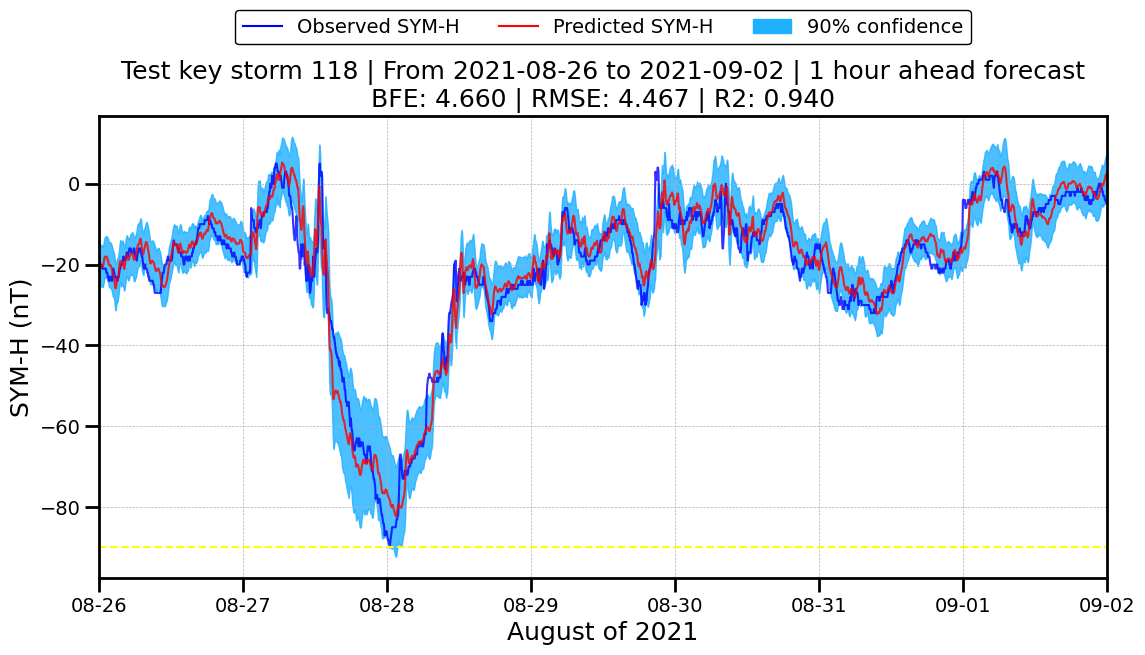 Observed SYM-H Predicted SYM-H 90% confidence
Test key storm 118 | From 2021-08-26 to 2021-09-02 | 1 hour ahead forecast
BFE: 4.660 | RMSE: 4.467 | R2: 0.940
SYM-H (nT)
0
−20
−40
−60
−80
08-26 08-27 08-28 08-29 08-30 08-31 09-01 09-02
August of 2021